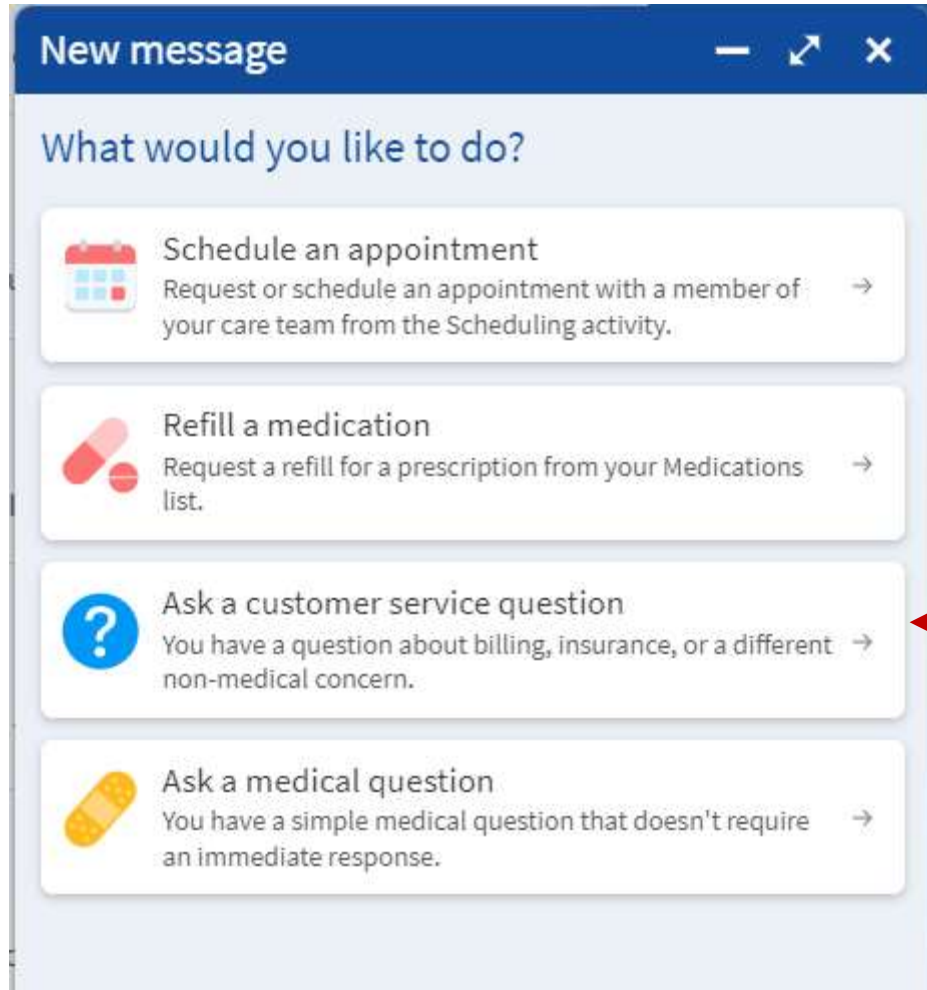 New message
What would you like to do?
Schedule an appointment
Request or schedule an appointment with a member of
your care team from the Scheduling activity.
Refill a medication
Request a refill for a prescription from your Medications
list.
Ask a customer service question
You have a question about billing, insurance, or a different
non-medical concern.
Ask a medical question
You have a simple medical question that doesn't require
an immediate response.